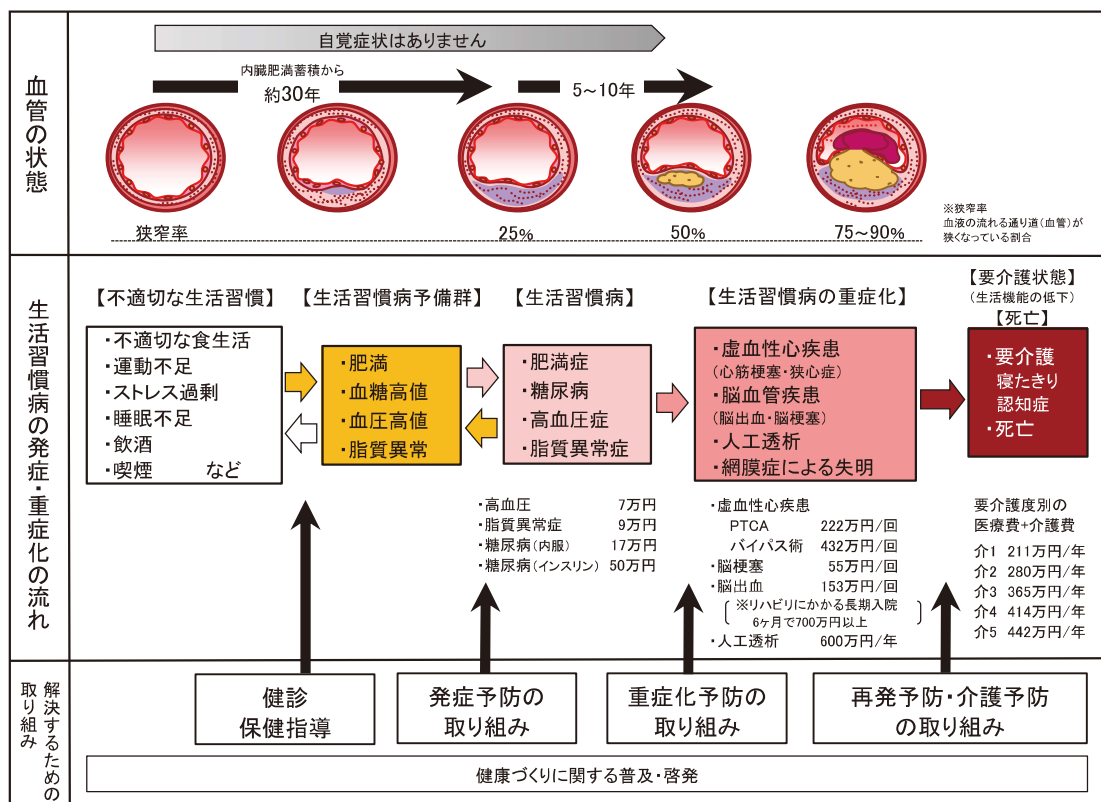 血管の状態
自覚症状はありません
内臓肥満蓄積から
約30年
5～10年
狭窄率
25%
50%
75～90%
※狭窄率
血液の流れる通り道（血管）が
狭くなっている割合
生活習慣病の発症・重症化の流れ
【不適切な生活習慣】
・不適切な食生活
・運動不足
・ストレス過剰
・睡眠不足
・飲酒
・喫煙 など
【生活習慣病予備群】
・肥満
・血糖高値
・血圧高値
・脂質異常
【生活習慣病】
・肥満症
・糖尿病
・高血圧症
・脂質異常症
【生活習慣病の重症化】
・虚血性心疾患
（心筋梗塞・狭心症）
・脳血管疾患
（脳出血・脳梗塞）
・人工透析
・網膜症による失明
【要介護状態】
（生活機能の低下）
【死亡】
・要介護
寝たきり
認知症
・死亡
・高血圧 7万円
・脂質異常症 9万円
・糖尿病（内服） 17万円
・糖尿病（インスリン） 50万円
・虚血性心疾患
PTCA 222万円/回
バイパス術 432万円/回
・脳梗塞 55万円/回
・脳出血 153万円/回
※リハビリにかかる長期入院
6ヶ月で700万円以上
・人工透析 600万円/年
要介護度別の
医療費+介護費
介1 211万円/年
介2 280万円/年
介3 365万円/年
介4 414万円/年
介5 442万円/年
解決するための
取り組み
健診
保健指導
発症予防の
取り組み
重症化予防の
取り組み
再発予防・介護予防
の取り組み
健康づくりに関する普及・啓発